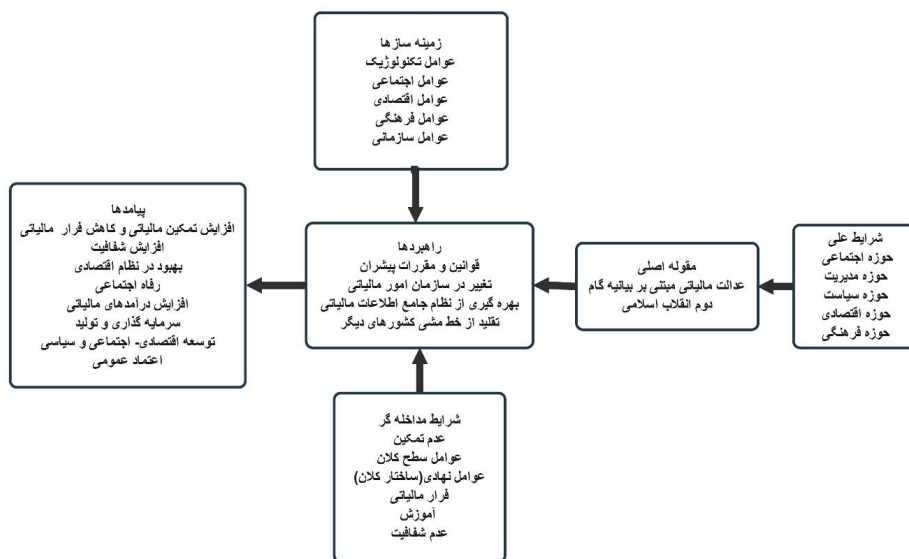 زمینه سازها
عوامل تکنولوژیک
عوامل اجتماعی
عوامل اقتصادی
عوامل فرهنگی
عوامل سازمانی
شرایط علی
حوزه اجتماعی
حوزه مدیریت
حوزه سیاست
حوزه اقتصادی
حوزه فرهنگی
مقوله اصلی
عدالت مالیاتی مبتنی بر بیانیه گام
دوم انقلاب اسلامی
راهبردها
قوانین و مقررات پیشران
تغییر در سازمان امور مالیاتی
بهره گیری از نظام جامع اطلاعات مالیاتی
تقلید از خط مشی کشورهای دیگر
پیامدها
افزایش تمکین مالیاتی و کاهش فرار مالیاتی
افزایش شفافیت
بهبود در نظام اقتصادی
رفاه اجتماعی
افزایش درآمدهای مالیاتی
سرمایه گذاری و تولید
توسعه اقتصادی- اجتماعی و سیاسی
اعتماد عمومی
شرایط مداخله گر
عدم تمکین
عوامل سطح کلان
عوامل نهادی(ساختار کلان)
فرار مالیاتی
آموزش
عدم شفافیت